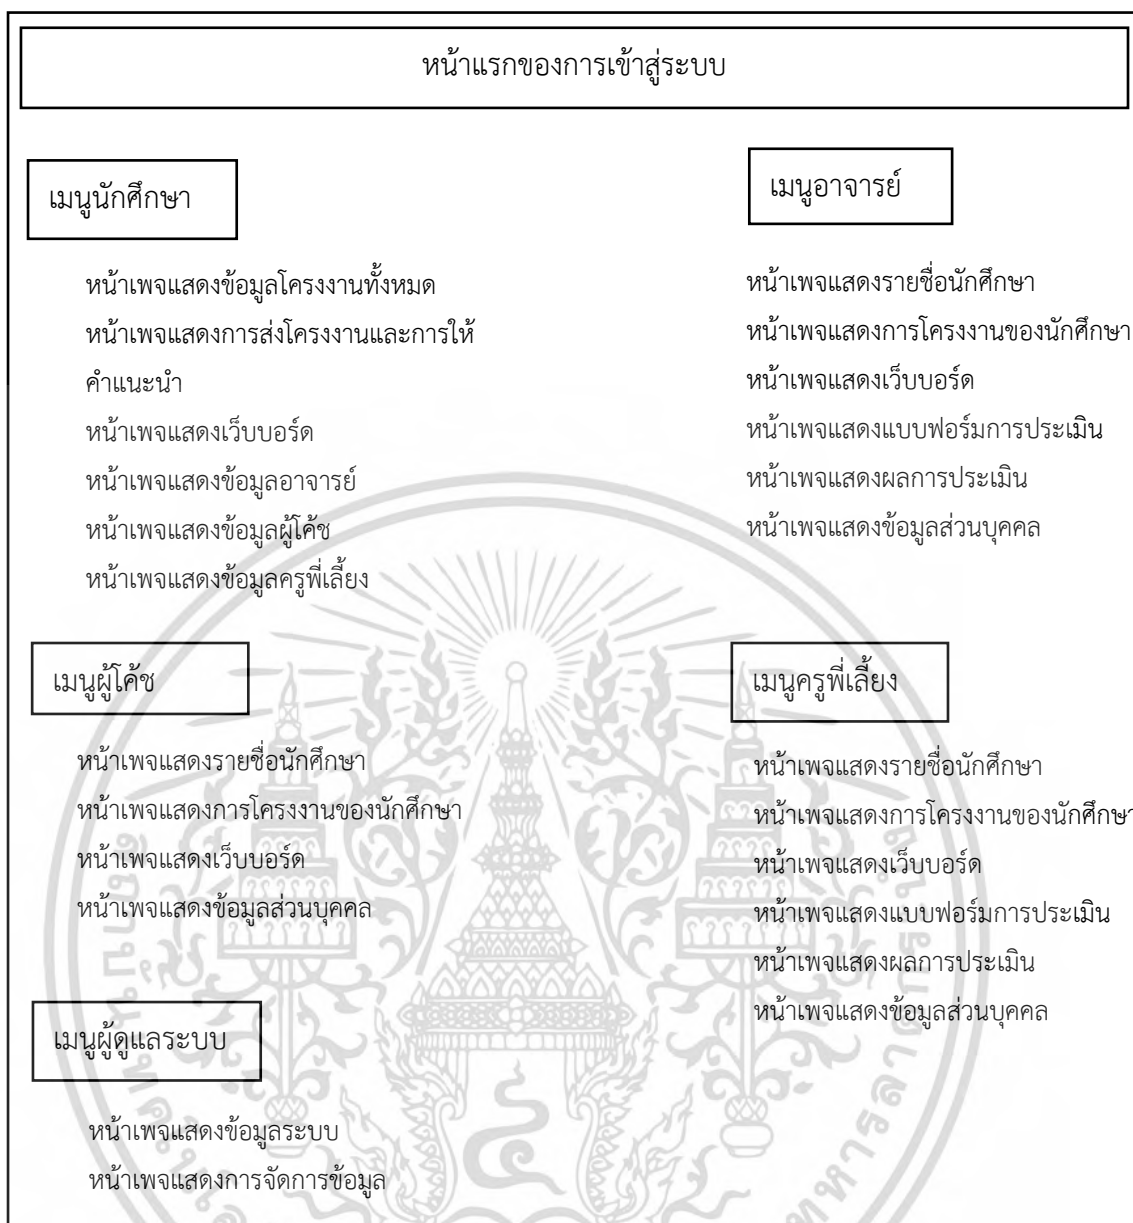 หน้าแรกของการเข้าสู่ระบบ
เมนูนักศึกษา
หน้าเพจแสดงข้อมูลโครงงานทั้งหมด
หน้าเพจแสดงการส่งโครงงานและการให้
คำแนะนำ
หน้าเพจแสดงเว็บบอร์ด
หน้าเพจแสดงข้อมูลอาจารย์
หน้าเพจแสดงข้อมูลผู้โค้ช
หน้าเพจแสดงข้อมูลครูพี่เลี้ยง
เมนูอาจารย์
หน้าเพจแสดงรายชื่อนักศึกษา
หน้าเพจแสดงการโครงงานของนักศึกษา
หน้าเพจแสดงเว็บบอร์ด
หน้าเพจแสดงแบบฟอร์มการประเมิน
หน้าเพจแสดงผลการประเมิน
หน้าเพจแสดงข้อมูลส่วนบุคคล
เมนูผู้โค้ช
หน้าเพจแสดงรายชื่อนักศึกษา
หน้าเพจแสดงการโครงงานของนักศึกษา
หน้าเพจแสดงเว็บบอร์ด
หน้าเพจแสดงข้อมูลส่วนบุคคล
เมนูครูพี่เลี้ยง
หน้าเพจแสดงรายชื่อนักศึกษา
หน้าเพจแสดงการโครงงานของนักศึกษา
หน้าเพจแสดงเว็บบอร์ด
หน้าเพจแสดงแบบฟอร์มการประเมิน
หน้าเพจแสดงผลการประเมิน
หน้าเพจแสดงข้อมูลส่วนบุคคล
เมนูผู้ดูแลระบบ
หน้าเพจแสดงข้อมูลระบบ
หน้าเพจแสดงการจัดการข้อมูล